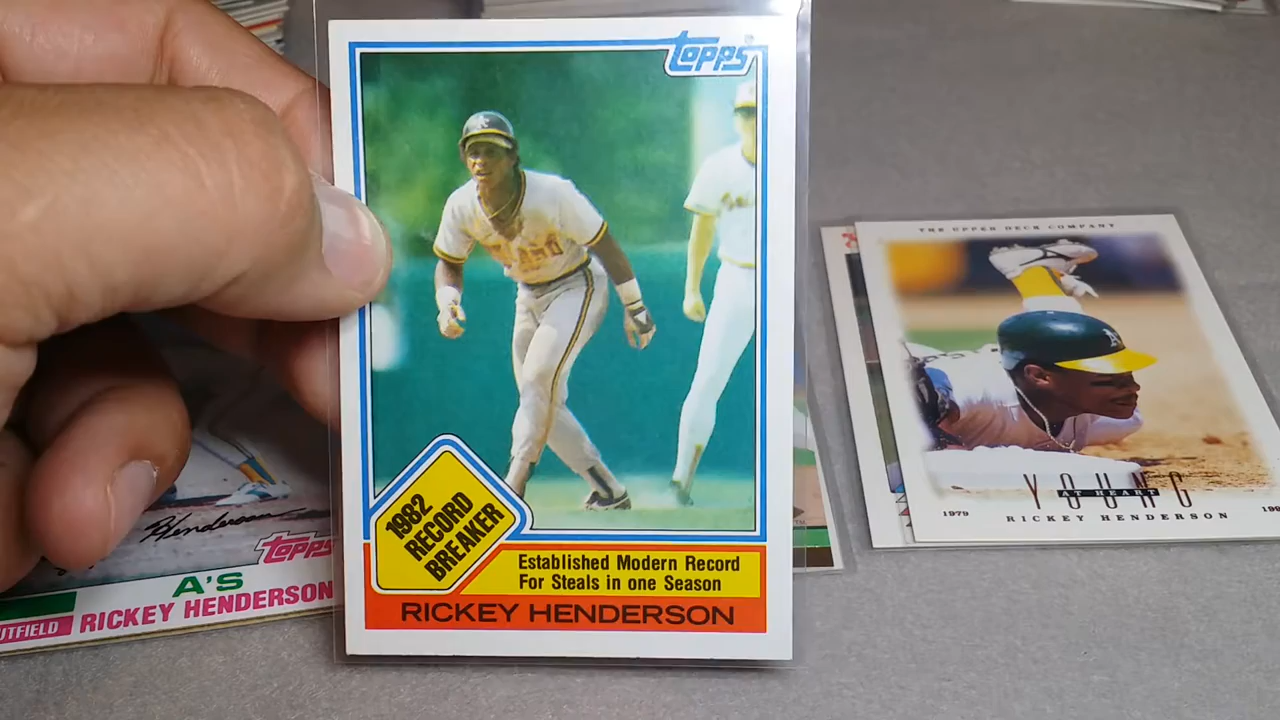 topps
1982
RECORD
BREAKER
Established Modern Record
For Steals in one Season
RICKEY HENDERSON
Henderson
topps
A'S
UTFIELD RICKEY HENDERSON
THE UPPER DECK COMPANY
YOUNG
AT HEART
1979
RICKEY HENDERSON